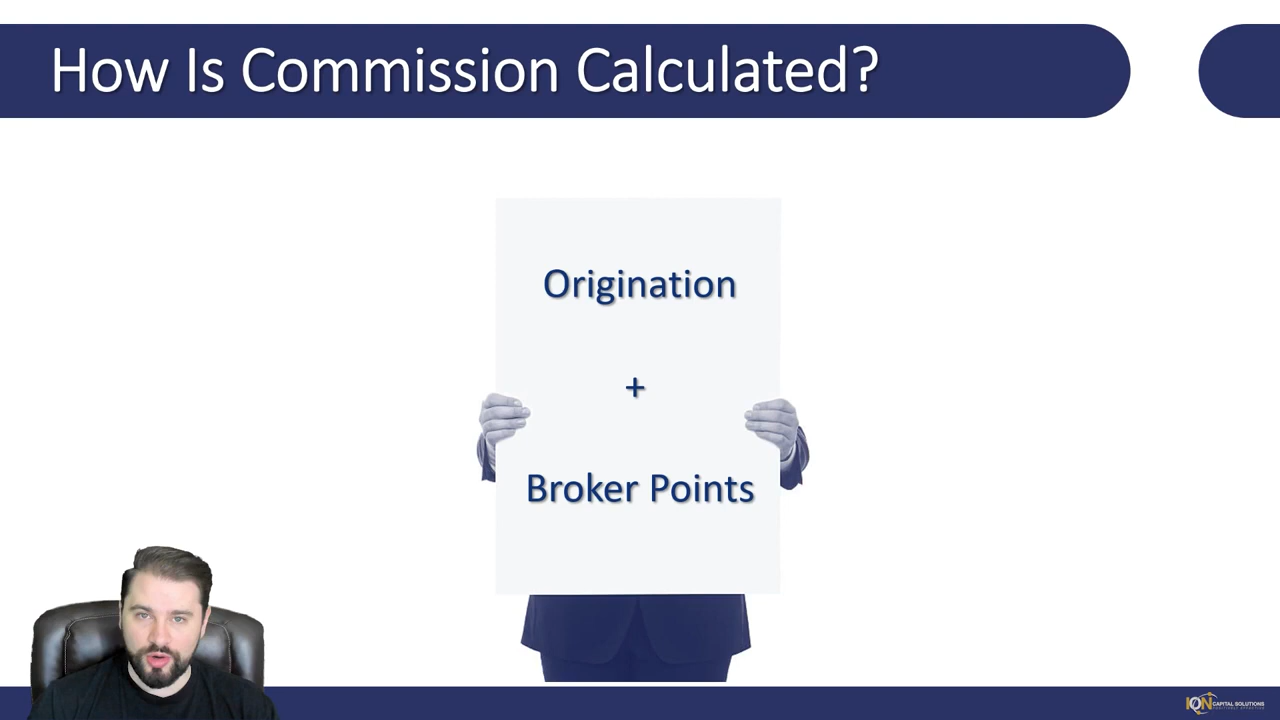 How Is Commission Calculated?
Origination
+
Broker Points
ION CAPITAL SOLUTIONS